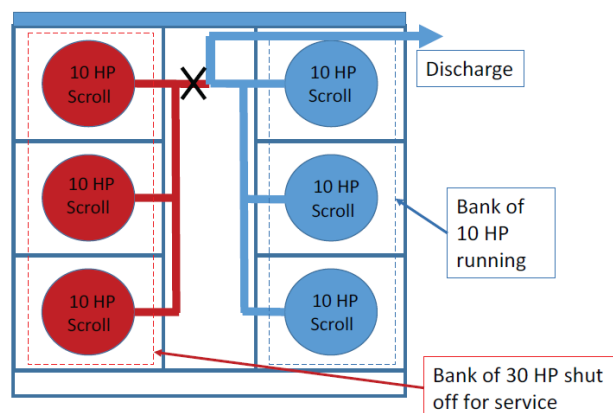 10 HP
Scroll
10 HP
Scroll
Discharge
10 HP
Scroll
10 HP
Scroll
Bank of
10 HP
running
10 HP
Scroll
10 HP
Scroll
Bank of 30 HP shut
off for service